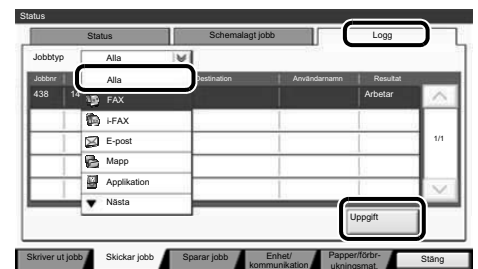 Status
Status Schemalagt jobb Logg
Jobbtyp Alla
Jobbnr Destination Användarnamn Resultat
Alla
438 14 FAX Arbetar
i-FAX
E-post 1/1
Mapp
Applikation
Nästa
Uppgift
Skriver ut jobb Skickar jobb Sparar jobb Enhet/ kommunikation Papper/förbr- ukningsmat. Stäng